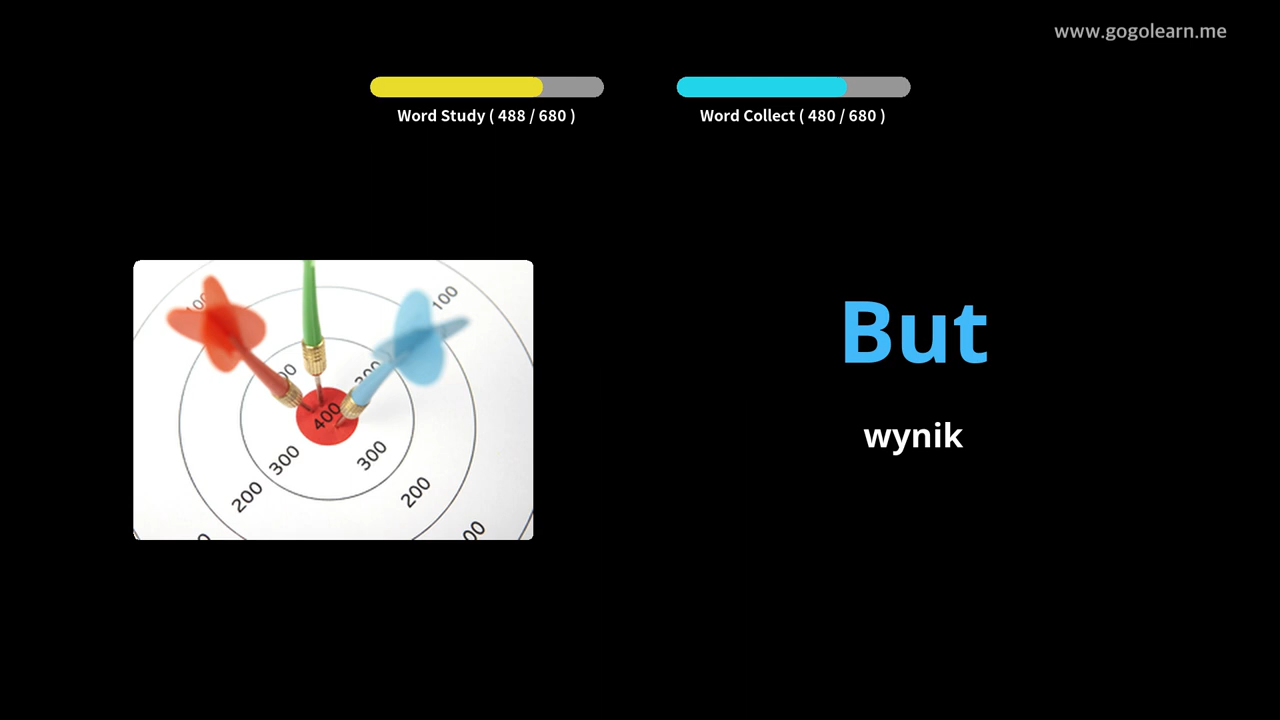 www.gogolearn.me
Word Study ( 488 / 680 )
Word Collect ( 480 / 680 )
But
wynik
100
100
200
400
300
300
200
200